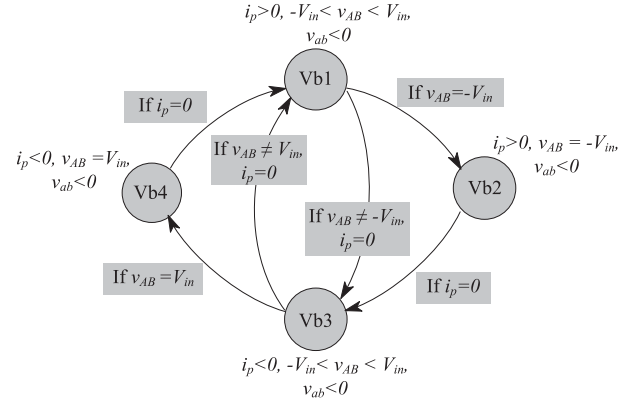 i_p>0, -V_in< v_AB < V_in,
v_ab<0
Vb1
If v_AB=-V_in
If i_p=0
i_p>0, v_AB = -V_in,
v_ab<0
If v_AB ≠ V_in,
i_p=0
i_p<0, v_AB =V_in,
v_ab<0
Vb4
Vb2
If v_AB ≠ -V_in,
i_p=0
If v_AB =V_in
If i_p=0
Vb3
i_p<0, -V_in< v_AB < V_in,
v_ab<0